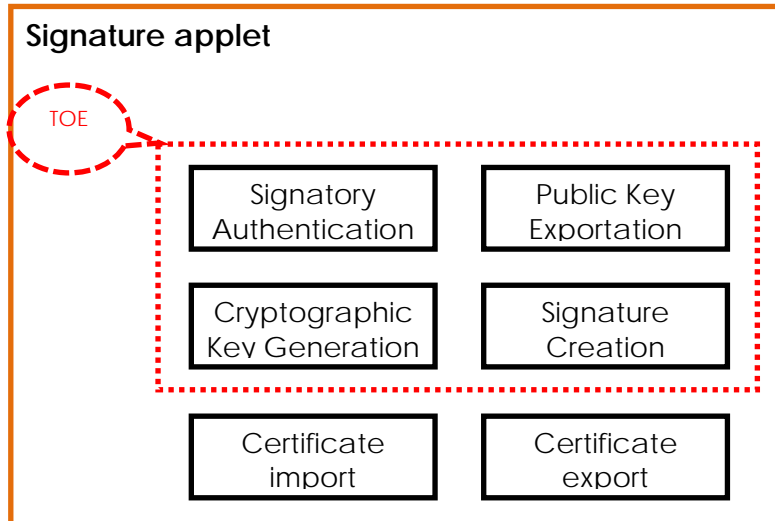 Signature applet
TOE
Signatory
Authentication
Public Key
Exportation
Cryptographic
Key Generation
Signature
Creation
Certificate
import
Certificate
export